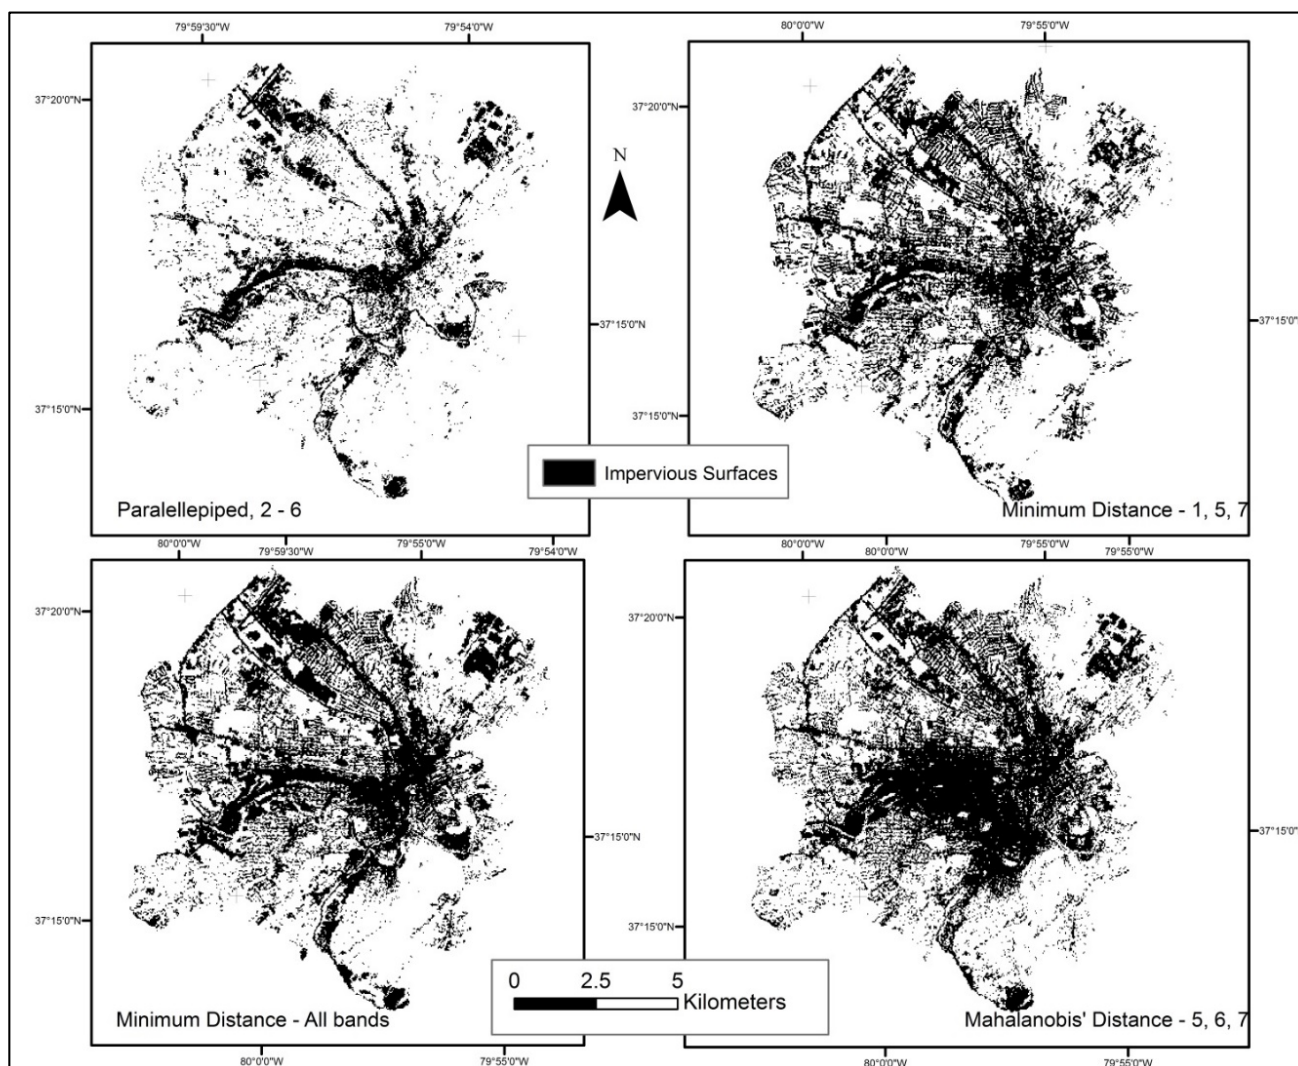 79°59'30"W 79°54'0"W 80°0'0"W 79°55'0"W
37°20'0"N 37°20'0"N
N
37°15'0"N 37°15'0"N
37°15'0"N 37°15'0"N
Impervious Surfaces
Paralellepiped, 2 - 6 Minimum Distance - 1, 5, 7
80°0'0"W 79°59'30"W 79°55'0"W 79°54'0"W 80°0'0"W 80°0'0"W 79°55'0"W 79°55'0"W
37°20'0"N 37°20'0"N
37°15'0"N 37°15'0"N
37°15'0"N 37°15'0"N
0 2.5 5
Kilometers
Minimum Distance - All bands Mahalanobis' Distance - 5, 6, 7
80°0'0"W 79°55'0"W 80°0'0"W 79°55'0"W